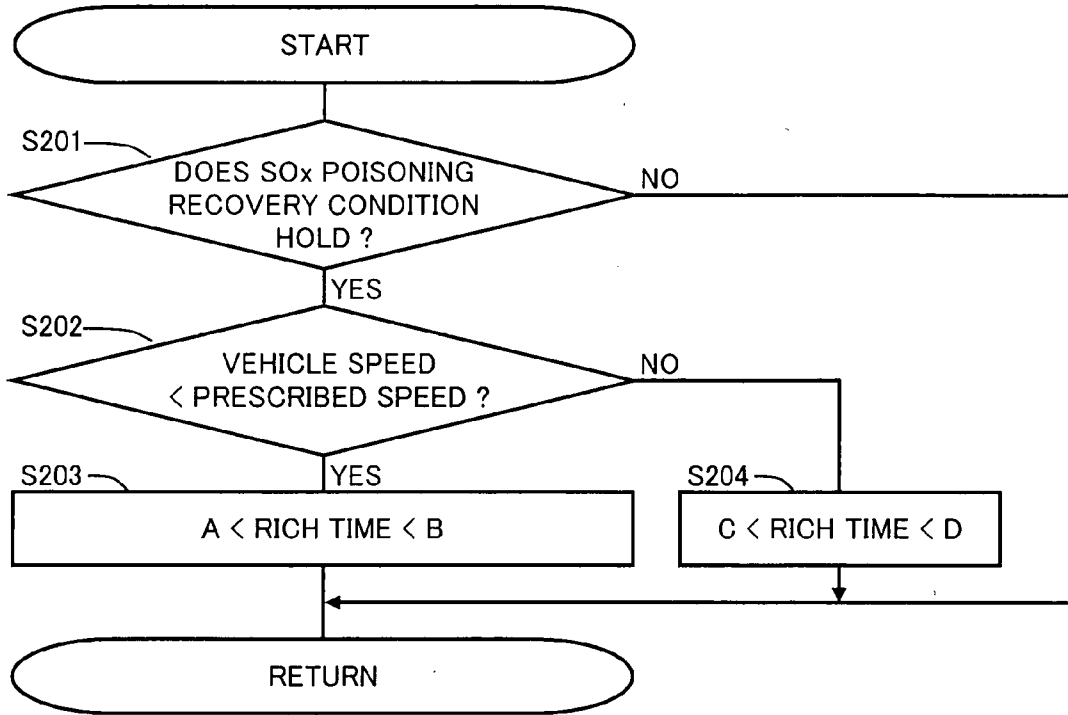 START
S201
DOES SOx POISONING
RECOVERY CONDITION
HOLD ?
NO
YES
S202
VEHICLE SPEED
< PRESCRIBED SPEED ?
NO
YES
S203
A < RICH TIME < B
S204
C < RICH TIME < D
RETURN